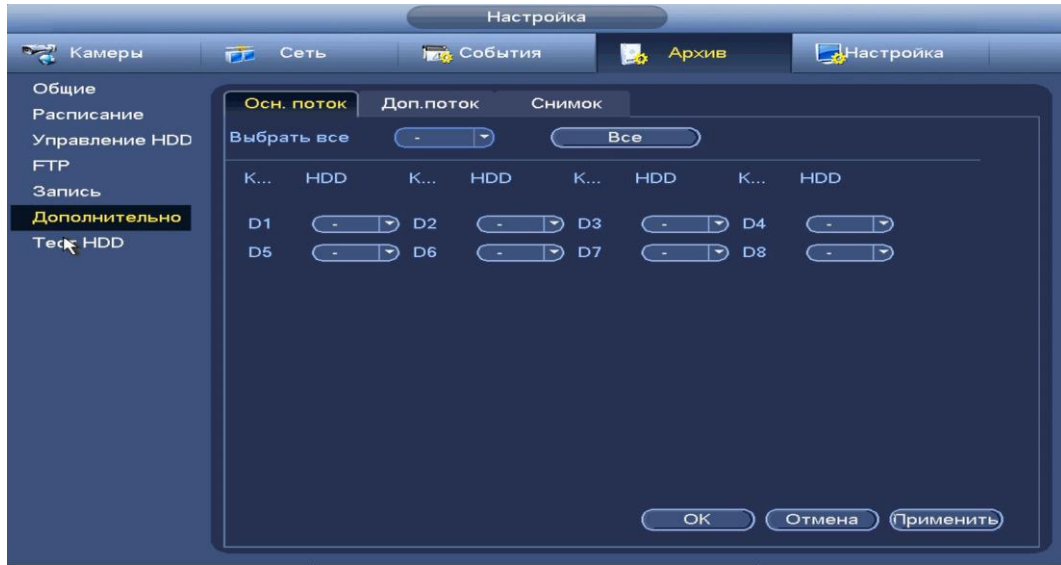 Настройка
Камеры Сеть События Архив Настройка
Общие
Расписание
Управление HDD
FTP
Запись
Дополнительно
Тест HDD
Осн. поток Доп.поток Снимок
Выбрать все - Все
К... HDD К... HDD К... HDD К... HDD
D1 - D2 - D3 - D4 -
D5 - D6 - D7 - D8 -
OK Отмена Применить